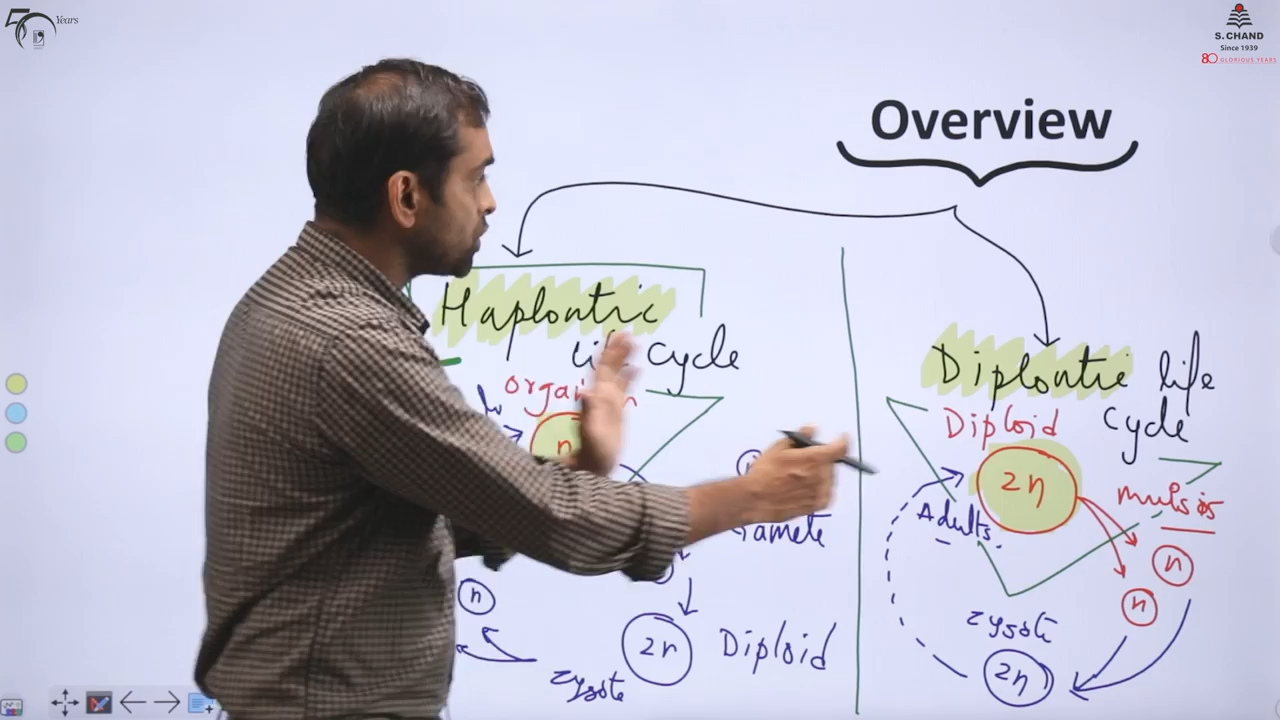 50 Years
S. CHAND
Since 1939
80 GLORIOUS YEARS
Overview
Haplontic
Life Cycle
n
amete
n
2n
Diploid
zygote
Diplontic life
Cycle
Diploid
2n
Adults.
n
n
zygote
2n